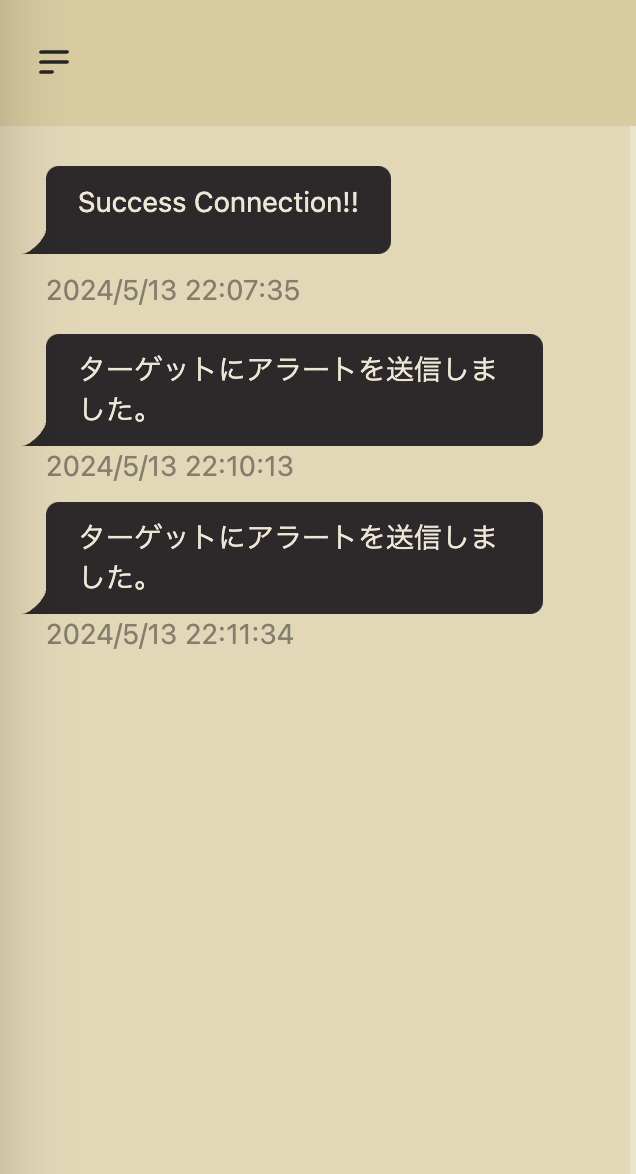 Success Connection!!
2024/5/13 22:07:35
ターゲットにアラートを送信しま
した。
2024/5/13 22:10:13
ターゲットにアラートを送信しま
した。
2024/5/13 22:11:34